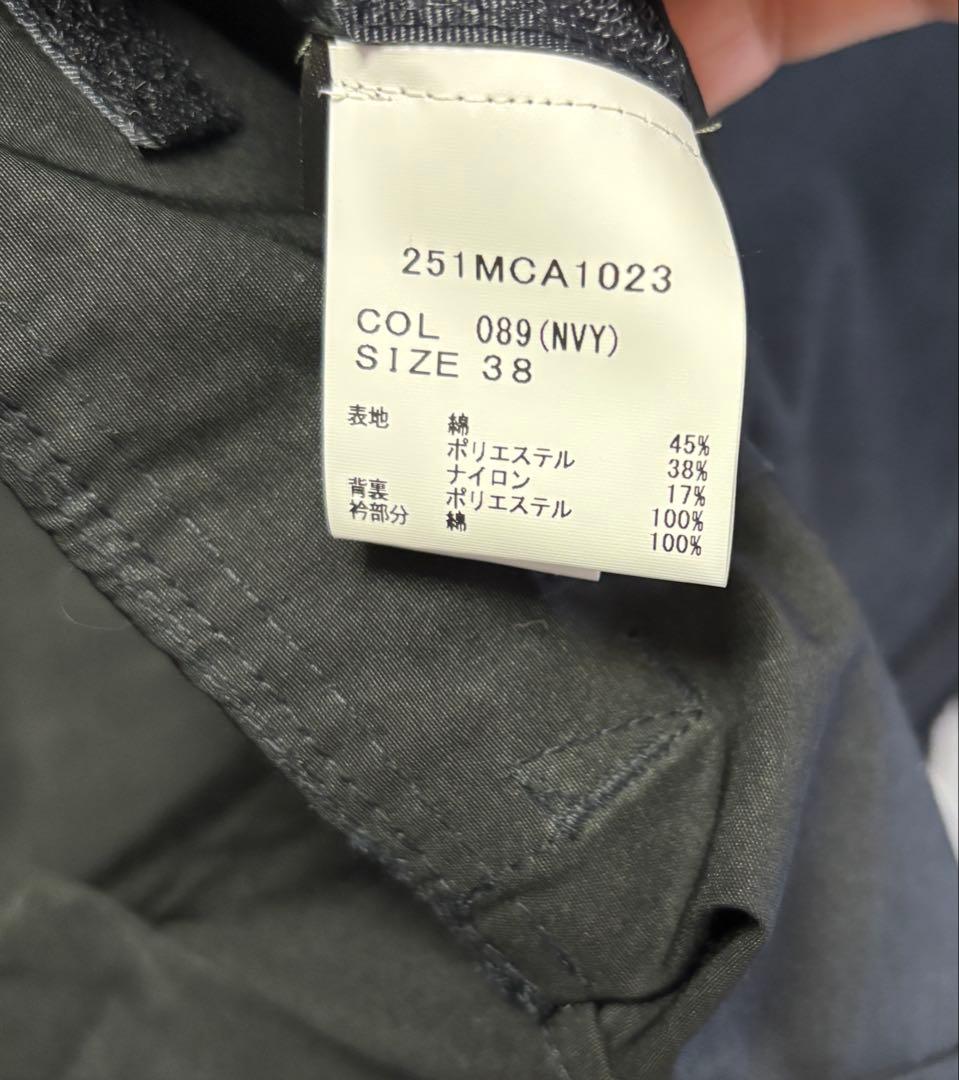 251MCA1023
COL 089(NVY)
SIZE 38
表地 綿 45%
ポリエステル 38%
ナイロン 17%
背裏 ポリエステル 100%
衿部分 綿 100%